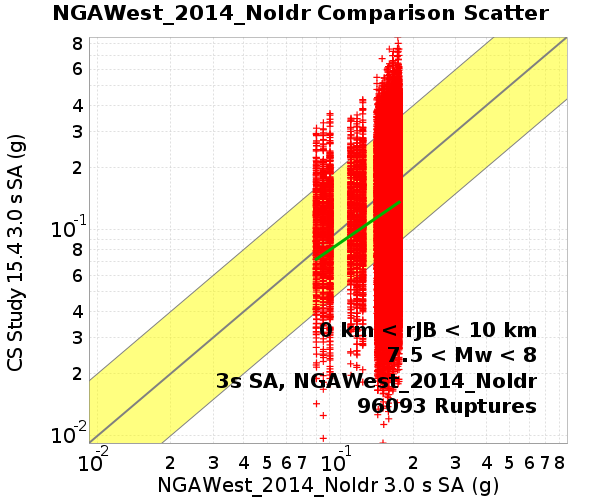 NGAWest_2014_NoIdr Comparison Scatter
CS Study 15.4 3.0 s SA (g)
8
6
4
3
2
10-1
8
6
4
3
2
10-2
0 km < rJB < 10 km
7.5 < Mw < 8
3s SA, NGAWest_2014_NoIdr
96093 Ruptures
10-2 2 3 4 5 6 7 10-1 2 3 4 5 6 7 8
NGAWest_2014_NoIdr 3.0 s SA (g)